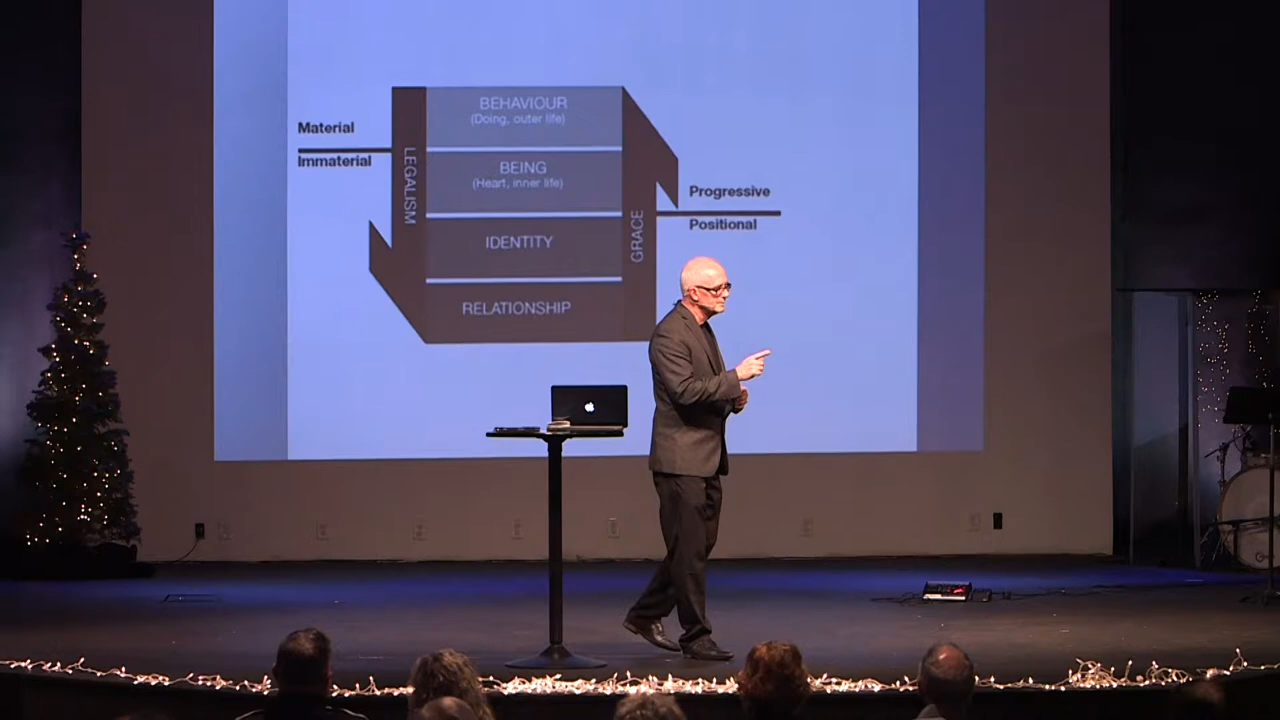 BEHAVIOUR
(Doing, outer life)
Material
Immaterial
LEGALISM
BEING
(Heart, inner life)
Progressive
Positional
GRACE
IDENTITY
RELATIONSHIP